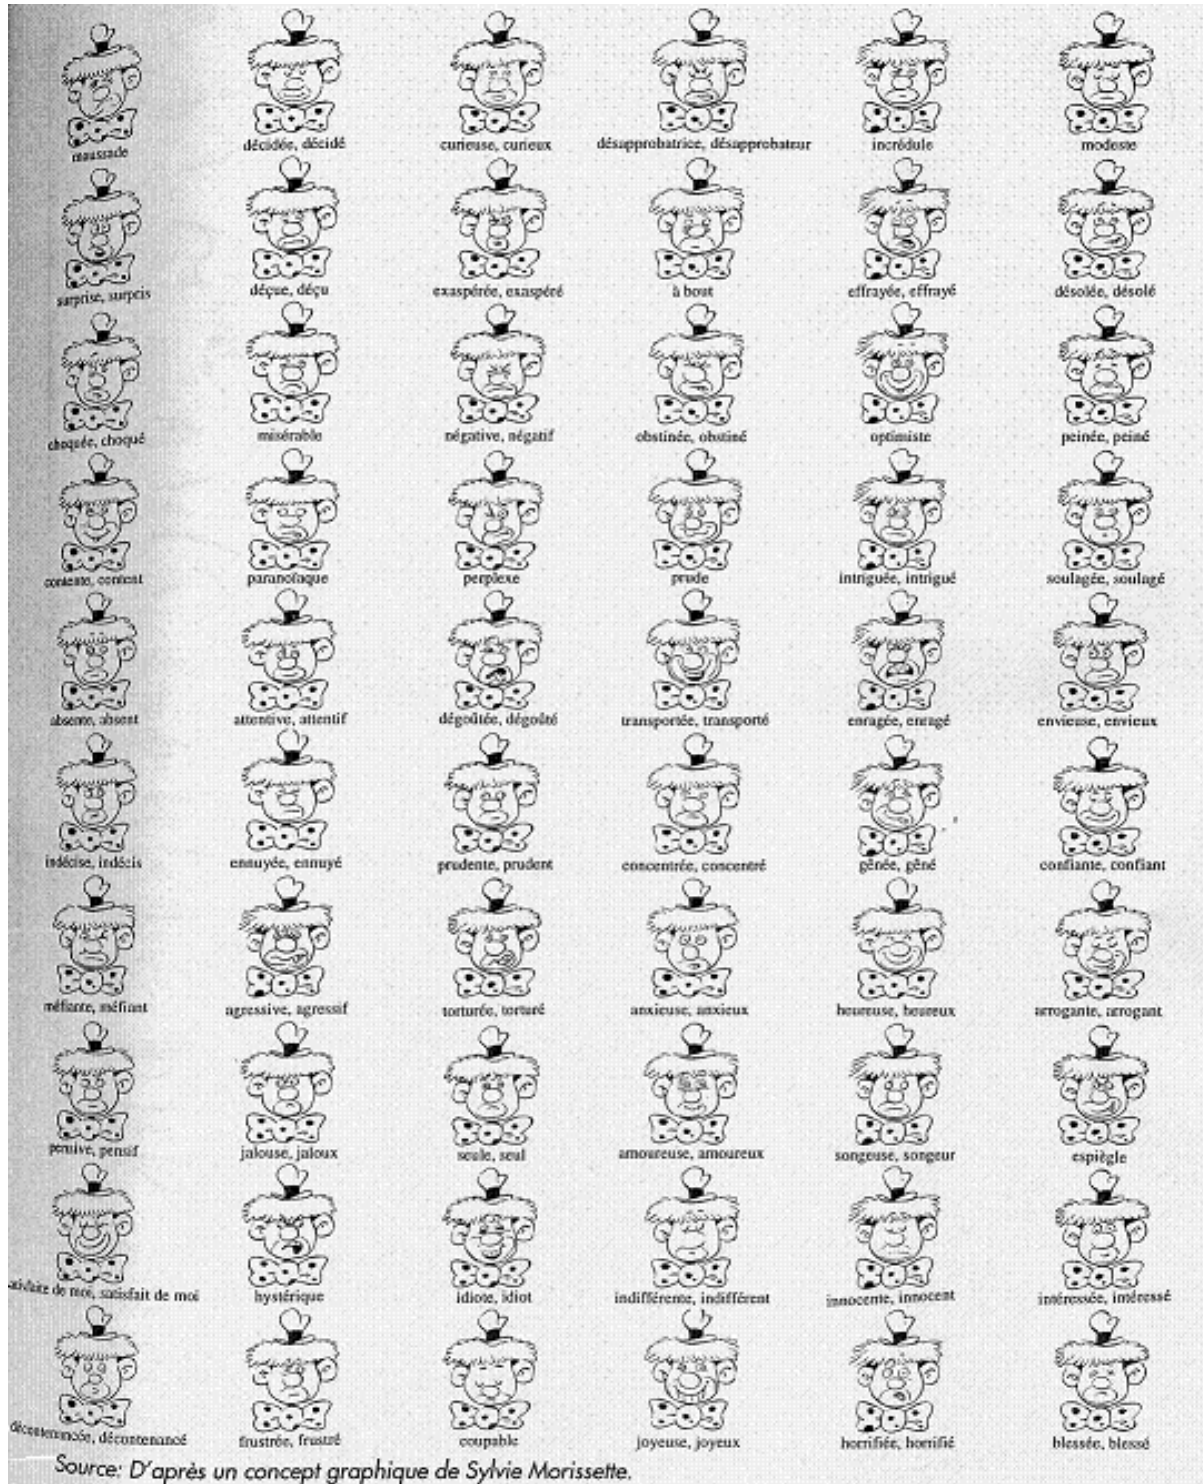 maussade
décidée, décidé
curieuse, curieux
désapprobatrice, désapprobateur
incrédule
modeste
surprise, surpris
déçue, déçu
exaspérée, exaspéré
à bout
effrayée, effrayé
désolée, désolé
choquée, choqué
misérable
négative, négatif
obstinée, obstiné
optimiste
peinée, peiné
contente, content
paranoïaque
perplexe
prude
intriguée, intrigué
soulagée, soulagé
absente, absent
attentive, attentif
dégoûtée, dégoûté
transportée, transporté
enragée, enragé
envieuse, envieux
indécise, indécis
ennuyée, ennuyé
prudente, prudent
concentrée, concentré
gênée, gêné
confiante, confiant
méfiante, méfiant
agressive, agressif
torturée, torturé
anxieuse, anxieux
heureuse, heureux
arrogante, arrogant
pensive, pensif
jalouse, jaloux
seule, seul
amoureuse, amoureux
songeuse, songeur
espiègle
satisfaite de moi, satisfait de moi
hystérique
idiote, idiot
indifférente, indifférent
innocente, innocent
intéressée, intéressé
décontenancée, décontenancé
frustrée, frustré
coupable
joyeuse, joyeux
horrifiée, horrifié
blessée, blessé
Source: D'après un concept graphique de Sylvie Morissette.